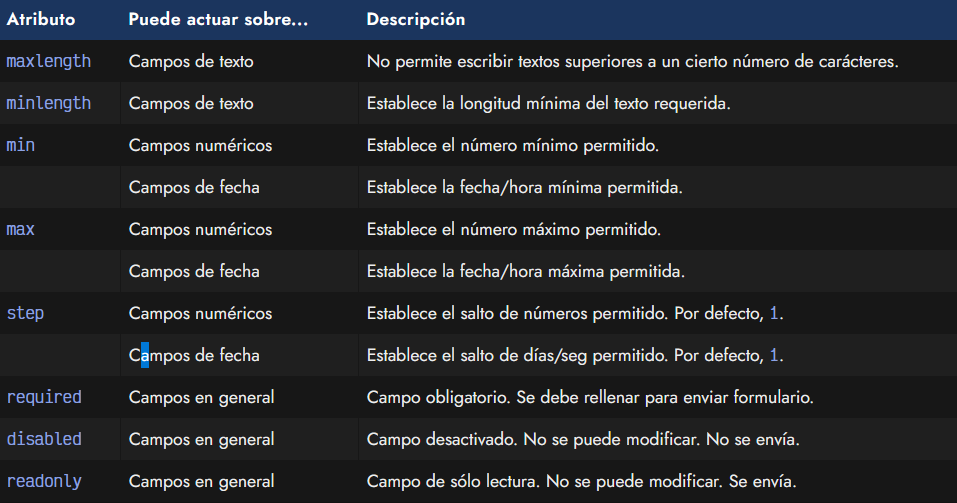 Atributo Puede actuar sobre... Descripción
maxlength Campos de texto No permite escribir textos superiores a un cierto número de carácteres.
minlength Campos de texto Establece la longitud mínima del texto requerida.
min Campos numéricos Establece el número mínimo permitido.
Campos de fecha Establece la fecha/hora mínima permitida.
max Campos numéricos Establece el número máximo permitido.
Campos de fecha Establece la fecha/hora máxima permitida.
step Campos numéricos Establece el salto de números permitido. Por defecto, 1.
Campos de fecha Establece el salto de días/seg permitido. Por defecto, 1.
required Campos en general Campo obligatorio. Se debe rellenar para enviar formulario.
disabled Campos en general Campo desactivado. No se puede modificar. No se envía.
readonly Campos en general Campo de sólo lectura. No se puede modificar. Se envía.